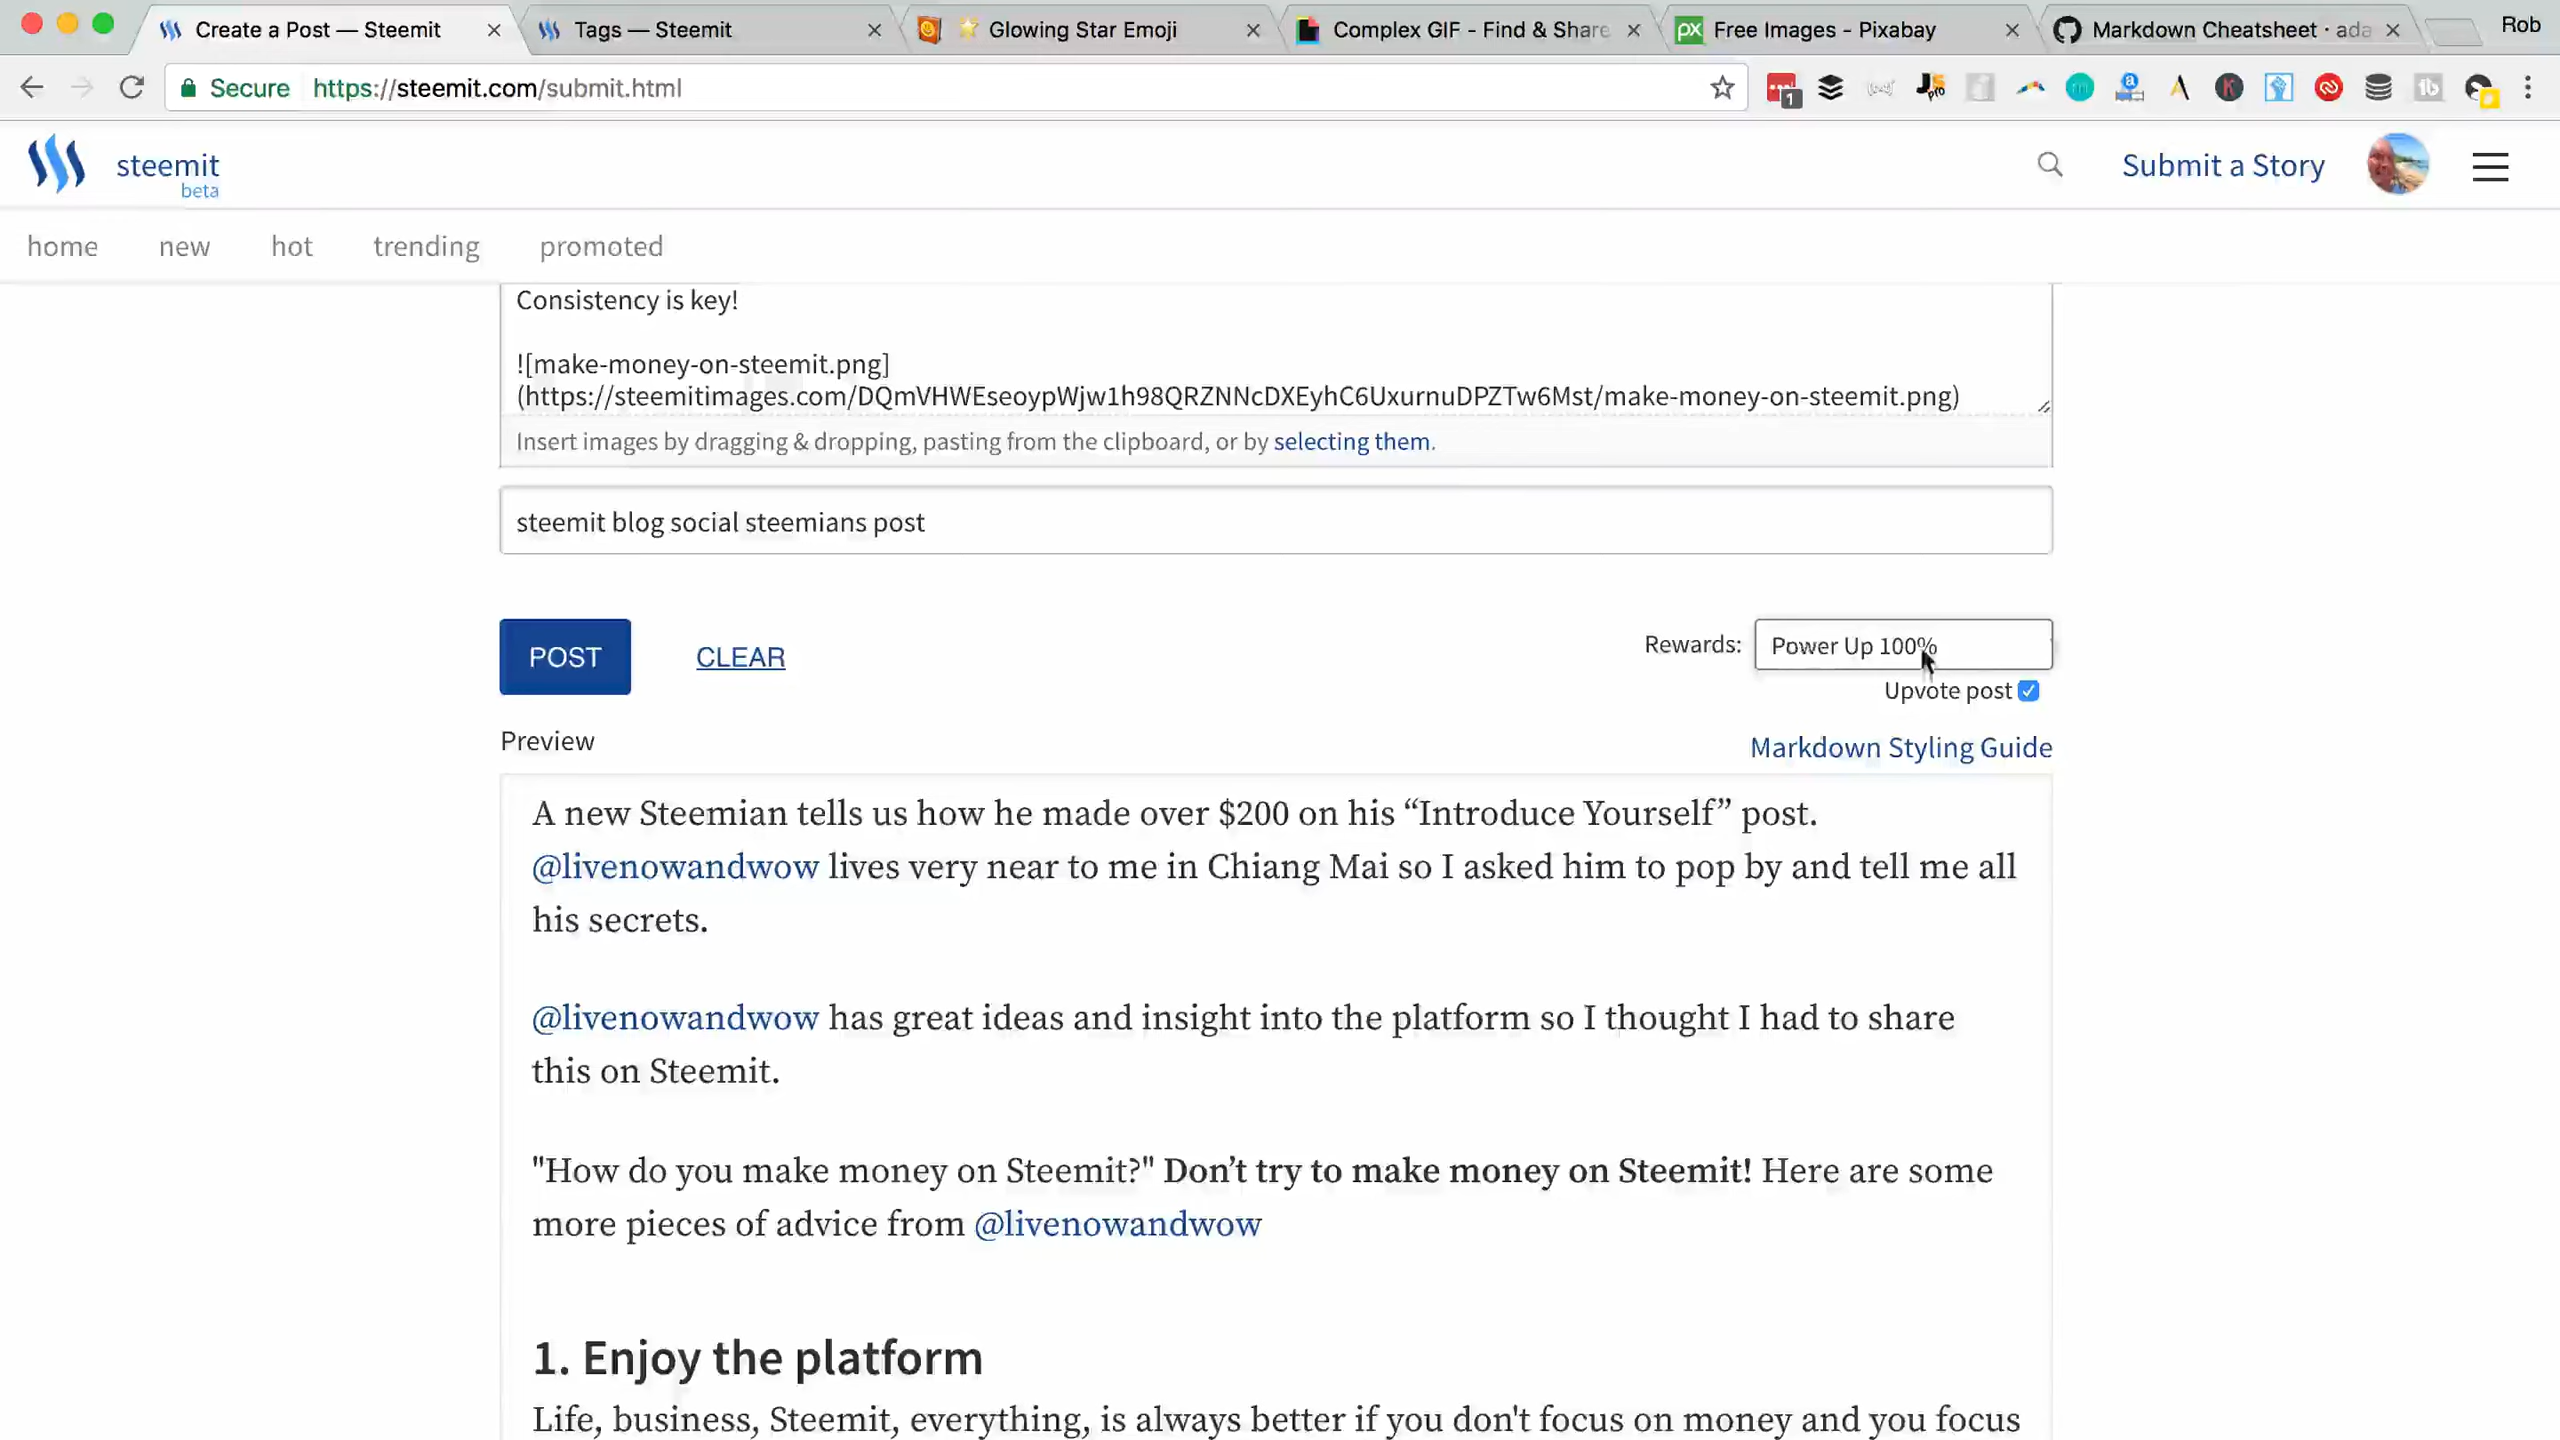 Create a Post — Steemit
Tags — Steemit
Glowing Star Emoji
Complex GIF - Find & Share
Free Images - Pixabay
Markdown Cheatsheet · ada
Rob
Secure https://steemit.com/submit.html
steemit
beta
Submit a Story
home new hot trending promoted
Consistency is key!
![make-money-on-steemit.png]
(https://steemitimages.com/DQmVHWEseoypWjw1h98QRZNNcDXEyhC6UxurnuDPZTw6Mst/make-money-on-steemit.png)
Insert images by dragging & dropping, pasting from the clipboard, or by selecting them.
steemit blog social steemians post
POST CLEAR Rewards: Power Up 100%
Upvote post
Preview
Markdown Styling Guide
A new Steemian tells us how he made over $200 on his “Introduce Yourself” post.
@livenowandwow lives very near to me in Chiang Mai so I asked him to pop by and tell me all
his secrets.
@livenowandwow has great ideas and insight into the platform so I thought I had to share
this on Steemit.
"How do you make money on Steemit?" Don’t try to make money on Steemit! Here are some
more pieces of advice from @livenowandwow
1. Enjoy the platform
Life, business, Steemit, everything, is always better if you don't focus on money and you focus